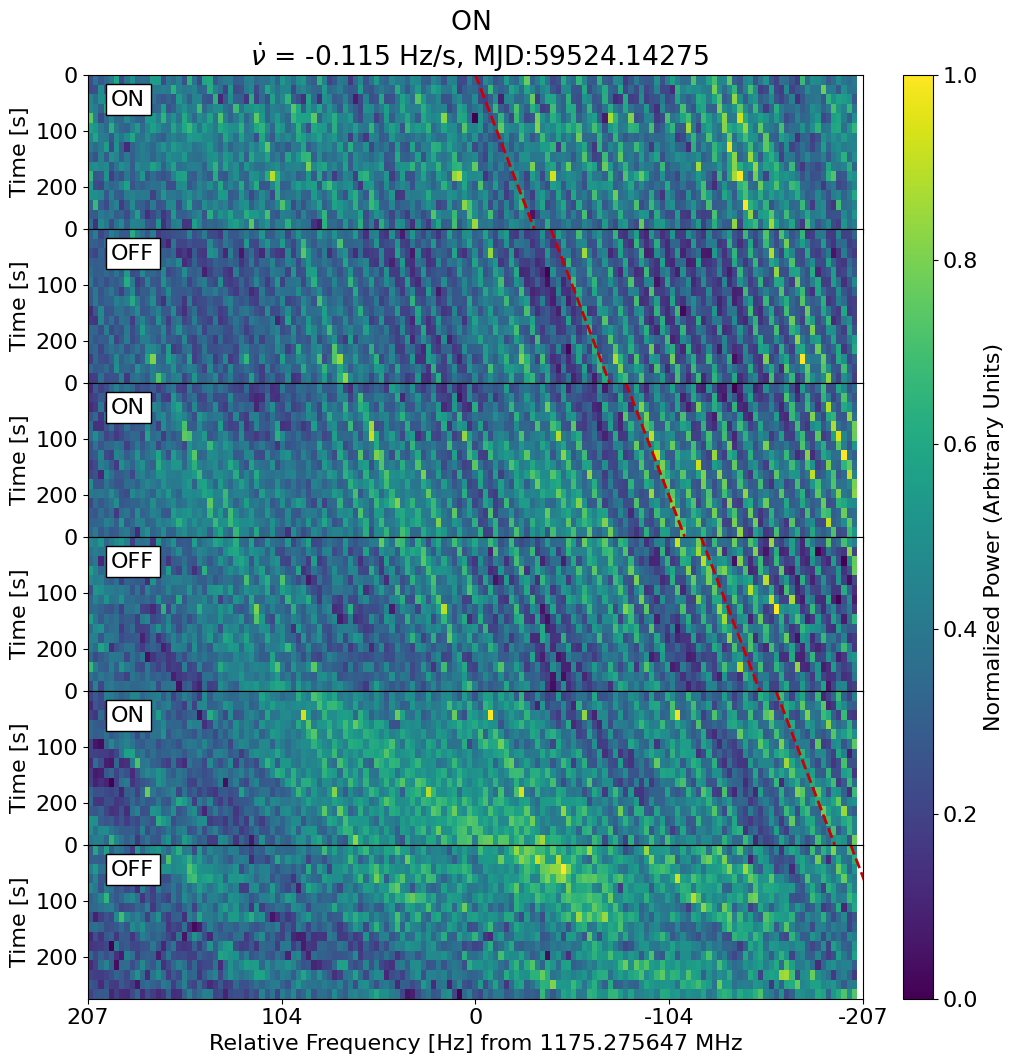 ON
ν̇ = -0.115 Hz/s, MJD:59524.14275
0
100
200
Time [s]
ON
0
100
200
Time [s]
OFF
0
100
200
Time [s]
ON
0
100
200
Time [s]
OFF
0
100
200
Time [s]
ON
0
100
200
Time [s]
OFF
207 104 0 -104 -207
Relative Frequency [Hz] from 1175.275647 MHz
1.0
0.8
0.6
0.4
0.2
0.0
Normalized Power (Arbitrary Units)